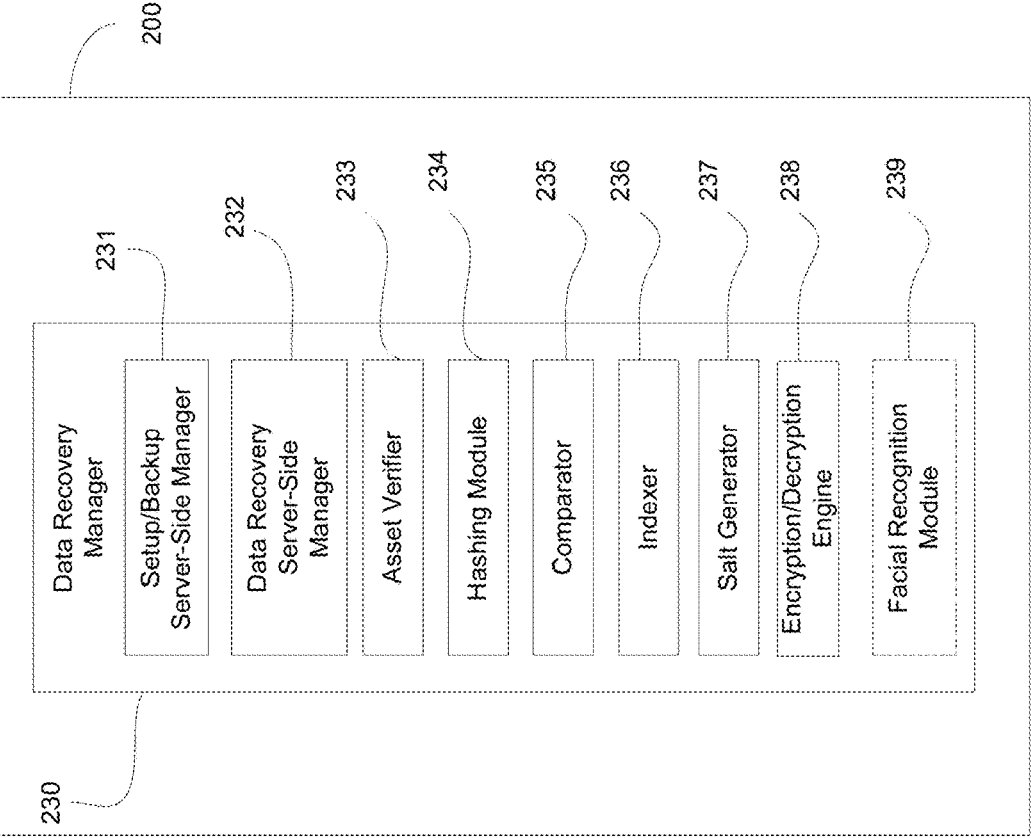 200
230
Data Recovery
Manager
Setup/Backup
Server-Side Manager
231
Data Recovery
Server-Side
Manager
232
Asset Verifier
233
Hashing Module
234
Comparator
235
Indexer
236
Salt Generator
237
Encryption/Decryption
Engine
238
Facial Recognition
Module
239